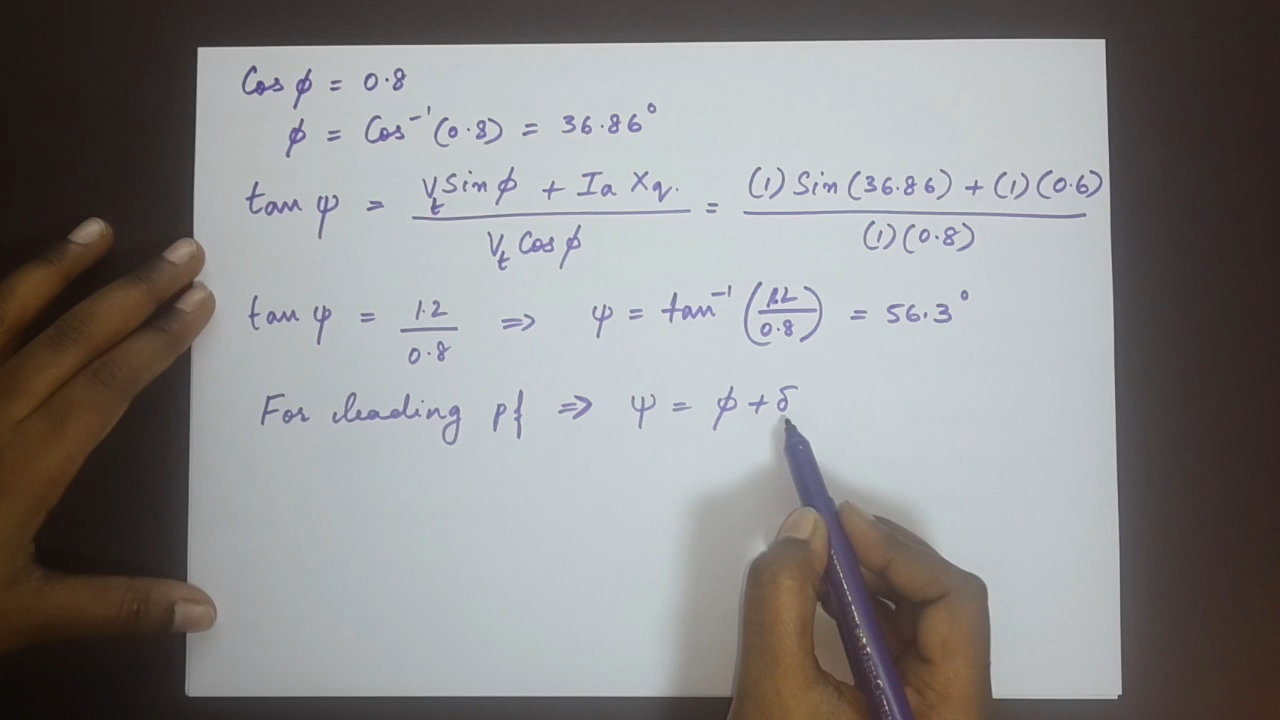 Cos φ = 0.8
φ = Cos⁻¹(0.8) = 36.86°
tan ψ = (Vt Sin φ + Ia Xq.) / (Vt Cos φ) = ((1) Sin (36.86) + (1)(0.6)) / ((1)(0.8))
tan ψ = 1.2 / 0.8 ⇒ ψ = tan⁻¹ (1.2 / 0.8) = 56.3°
For leading pf ⇒ ψ = φ + δ